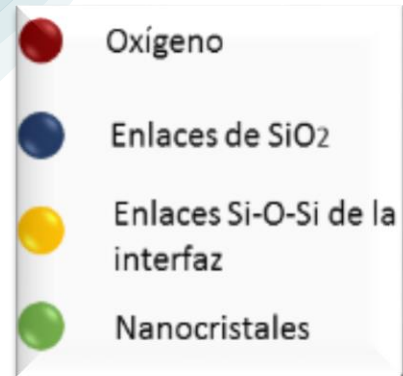 Oxígeno
Enlaces de SiO2
Enlaces Si-O-Si de la
interfaz
Nanocristales